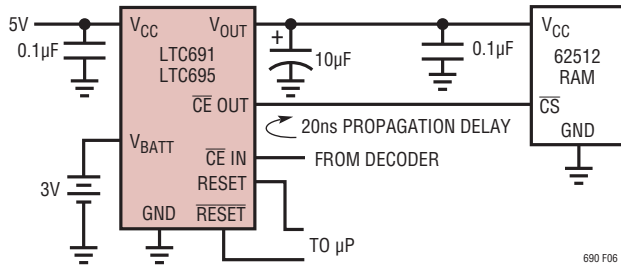 5V
0.1µF
VCC
LTC691
LTC695
VOUT
10µF
+
0.1µF
VCC
62512
RAM
CS
GND
CE OUT
20ns PROPAGATION DELAY
VBATT
CE IN
FROM DECODER
3V
RESET
GND
RESET
TO µP
690 F06